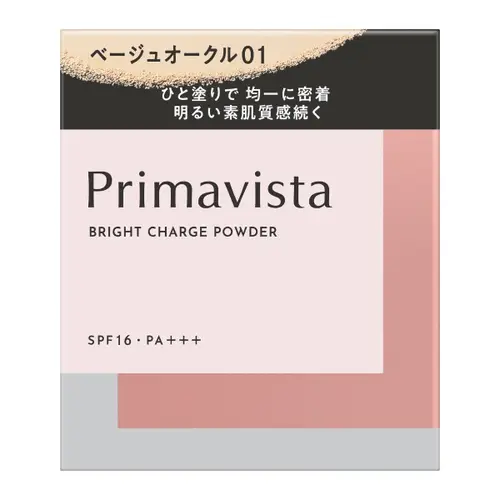 ベージュオークル01
ひと塗りで 均一に密着
明るい素肌質感続く
Primavista
BRIGHT CHARGE POWDER
SPF16・PA+++